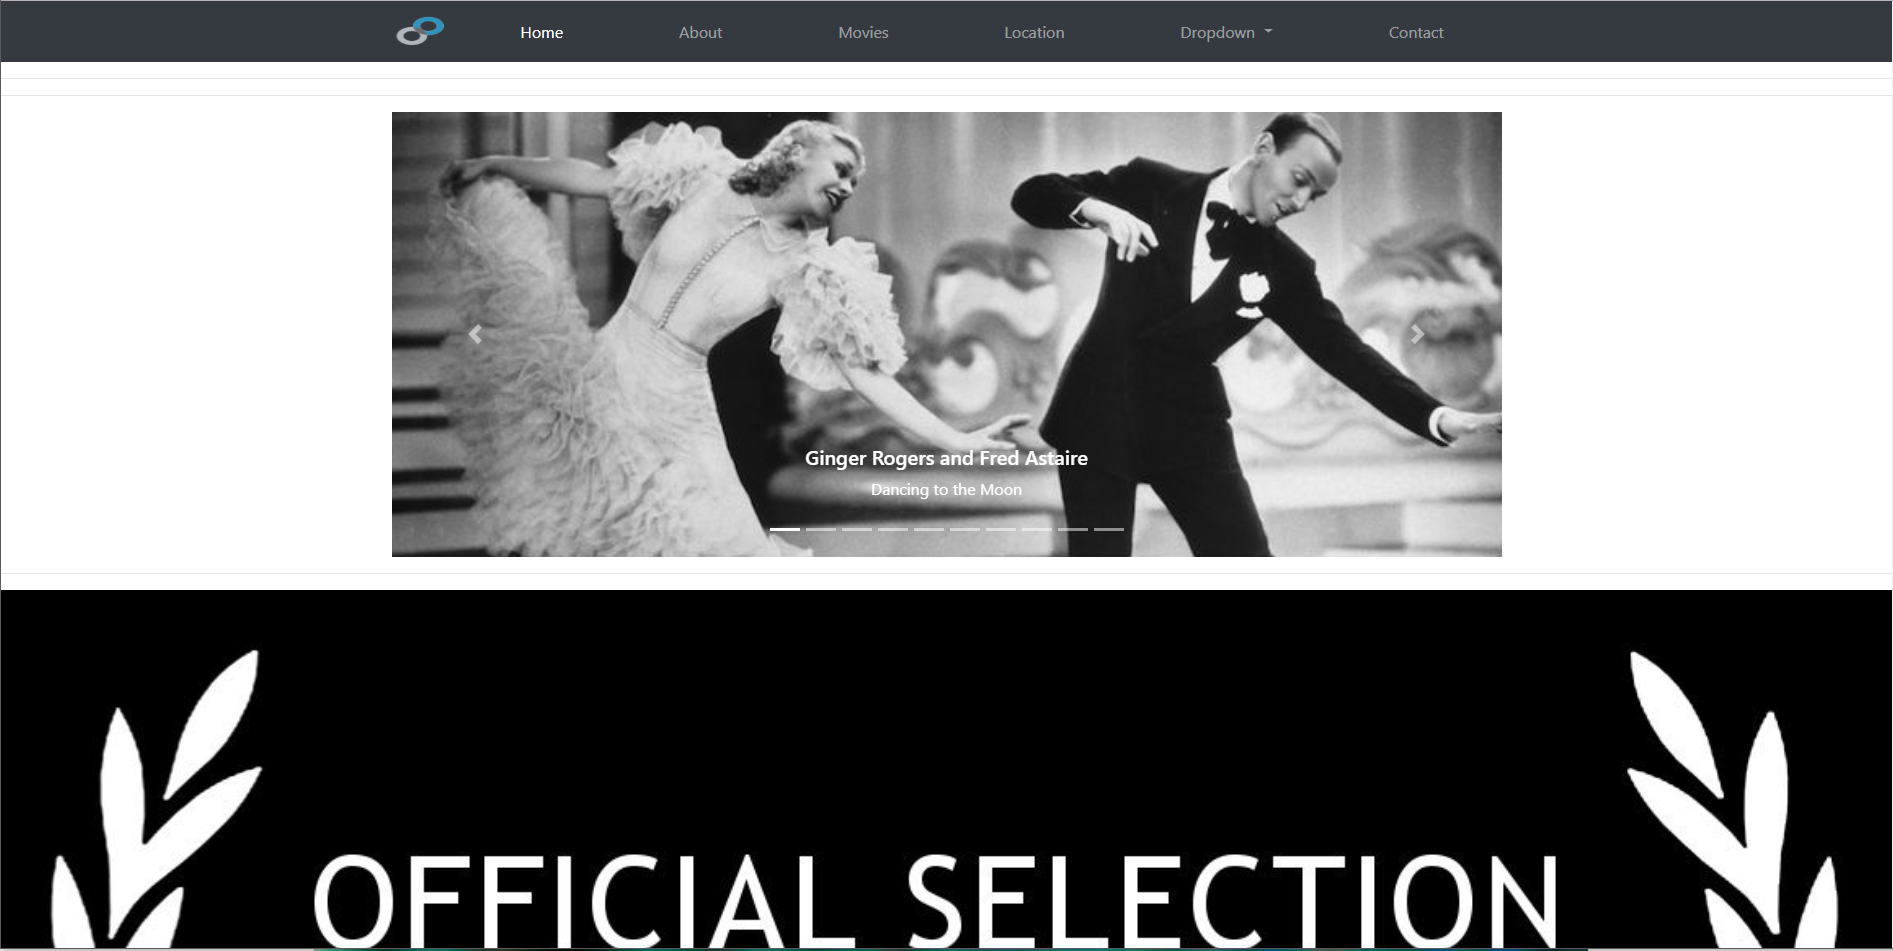 Home About Movies Location Dropdown Contact
Ginger Rogers and Fred Astaire
Dancing to the Moon
OFFICIAL SELECTION